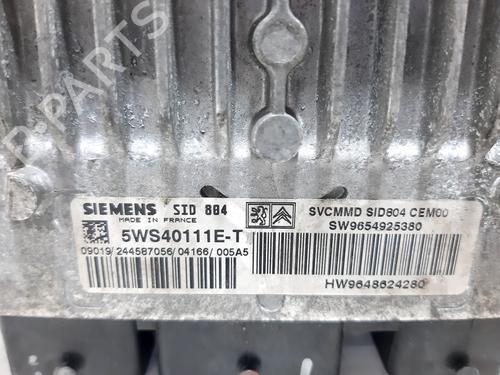 B-PARTS
SIEMENS SID 804
MADE IN FRANCE
5WS40111E-T
09019/244587056/04166/005A5
SVCMMD SID804 CEM00
SW9654925380
HW9648624280